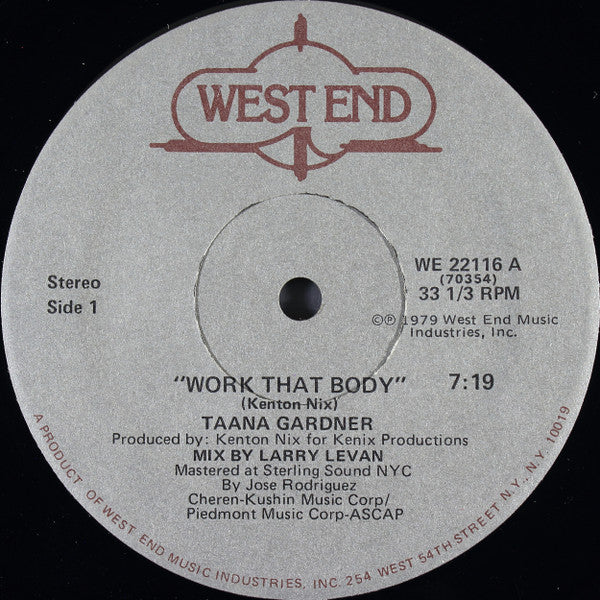 WEST END
Stereo
Side 1
WE 22116 A
(70354)
33 1/3 RPM
©℗ 1979 West End Music
Industries, Inc.
"WORK THAT BODY" 7:19
(Kenton Nix)
TAANA GARDNER
Produced by: Kenton Nix for Kenix Productions
MIX BY LARRY LEVAN
Mastered at Sterling Sound NYC
By Jose Rodriguez
Cheren-Kushin Music Corp/
Piedmont Music Corp-ASCAP
A PRODUCT OF WEST END MUSIC INDUSTRIES, INC. 254 WEST 54TH STREET N.Y., N.Y. 10019